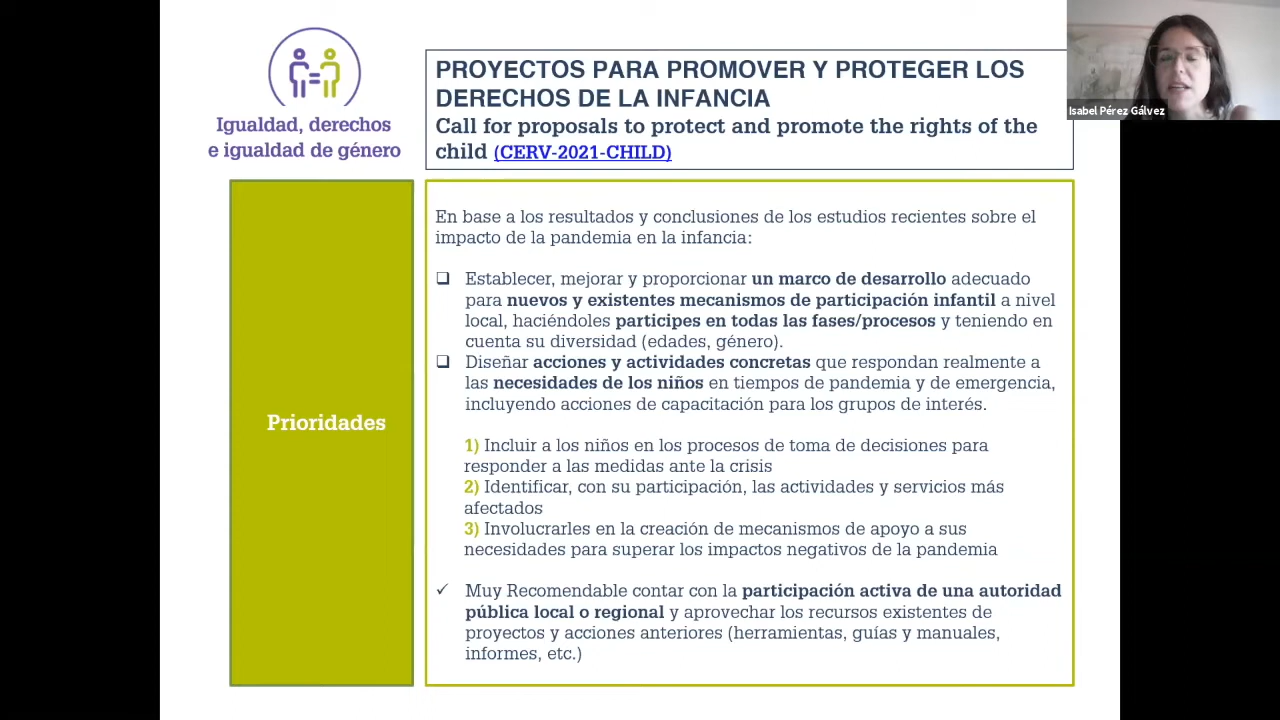 Igualdad, derechos
e igualdad de género
PROYECTOS PARA PROMOVER Y PROTEGER LOS
DERECHOS DE LA INFANCIA
Call for proposals to protect and promote the rights of the
child (CERV-2021-CHILD)
Isabel Pérez Gálvez
Prioridades
En base a los resultados y conclusiones de los estudios recientes sobre el
impacto de la pandemia en la infancia:
❑ Establecer, mejorar y proporcionar un marco de desarrollo adecuado
para nuevos y existentes mecanismos de participación infantil a nivel
local, haciéndoles participes en todas las fases/procesos y teniendo en
cuenta su diversidad (edades, género).
❑ Diseñar acciones y actividades concretas que respondan realmente a
las necesidades de los niños en tiempos de pandemia y de emergencia,
incluyendo acciones de capacitación para los grupos de interés.
1) Incluir a los niños en los procesos de toma de decisiones para
responder a las medidas ante la crisis
2) Identificar, con su participación, las actividades y servicios más
afectados
3) Involucrarles en la creación de mecanismos de apoyo a sus
necesidades para superar los impactos negativos de la pandemia
✓ Muy Recomendable contar con la participación activa de una autoridad
pública local o regional y aprovechar los recursos existentes de
proyectos y acciones anteriores (herramientas, guías y manuales,
informes, etc.)